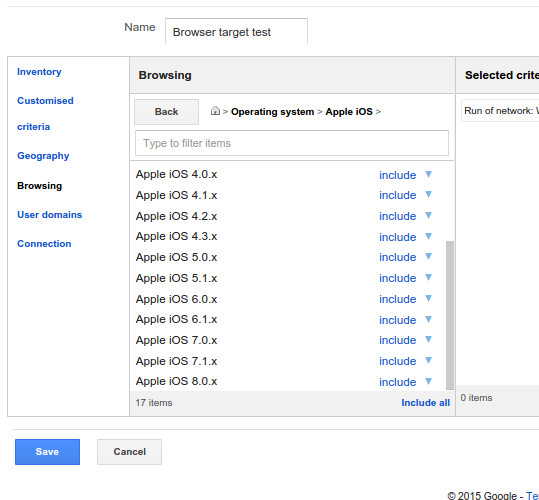 Name Browser target test
Inventory
Customised
criteria
Geography
Browsing
User domains
Connection
Browsing
Back > Operating system > Apple iOS >
Type to filter items
Apple iOS 4.0.x include ▼
Apple iOS 4.1.x include ▼
Apple iOS 4.2.x include ▼
Apple iOS 4.3.x include ▼
Apple iOS 5.0.x include ▼
Apple iOS 5.1.x include ▼
Apple iOS 6.0.x include ▼
Apple iOS 6.1.x include ▼
Apple iOS 7.0.x include ▼
Apple iOS 7.1.x include ▼
Apple iOS 8.0.x include ▼
17 items Include all
Selected crite
Run of network:
0 items
Save Cancel
© 2015 Google - Te